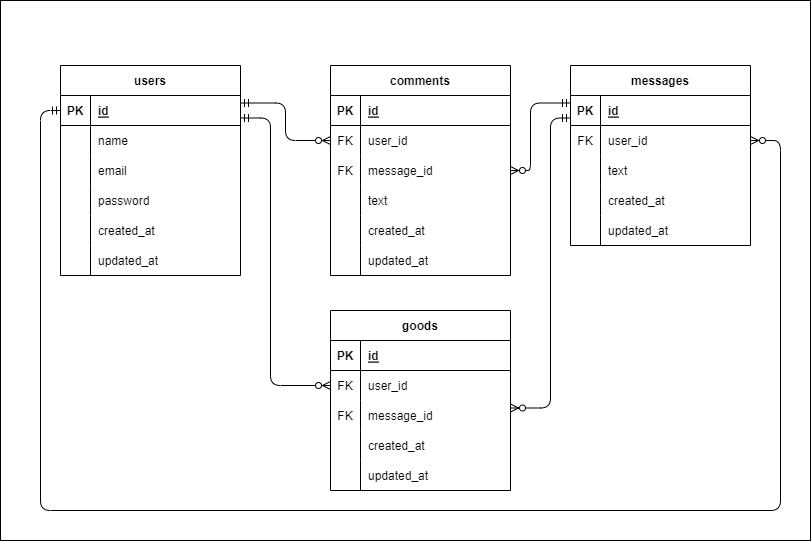 users
PK id
name
email
password
created_at
updated_at
comments
PK id
FK user_id
FK message_id
text
created_at
updated_at
messages
PK id
FK user_id
text
created_at
updated_at
goods
PK id
FK user_id
FK message_id
created_at
updated_at